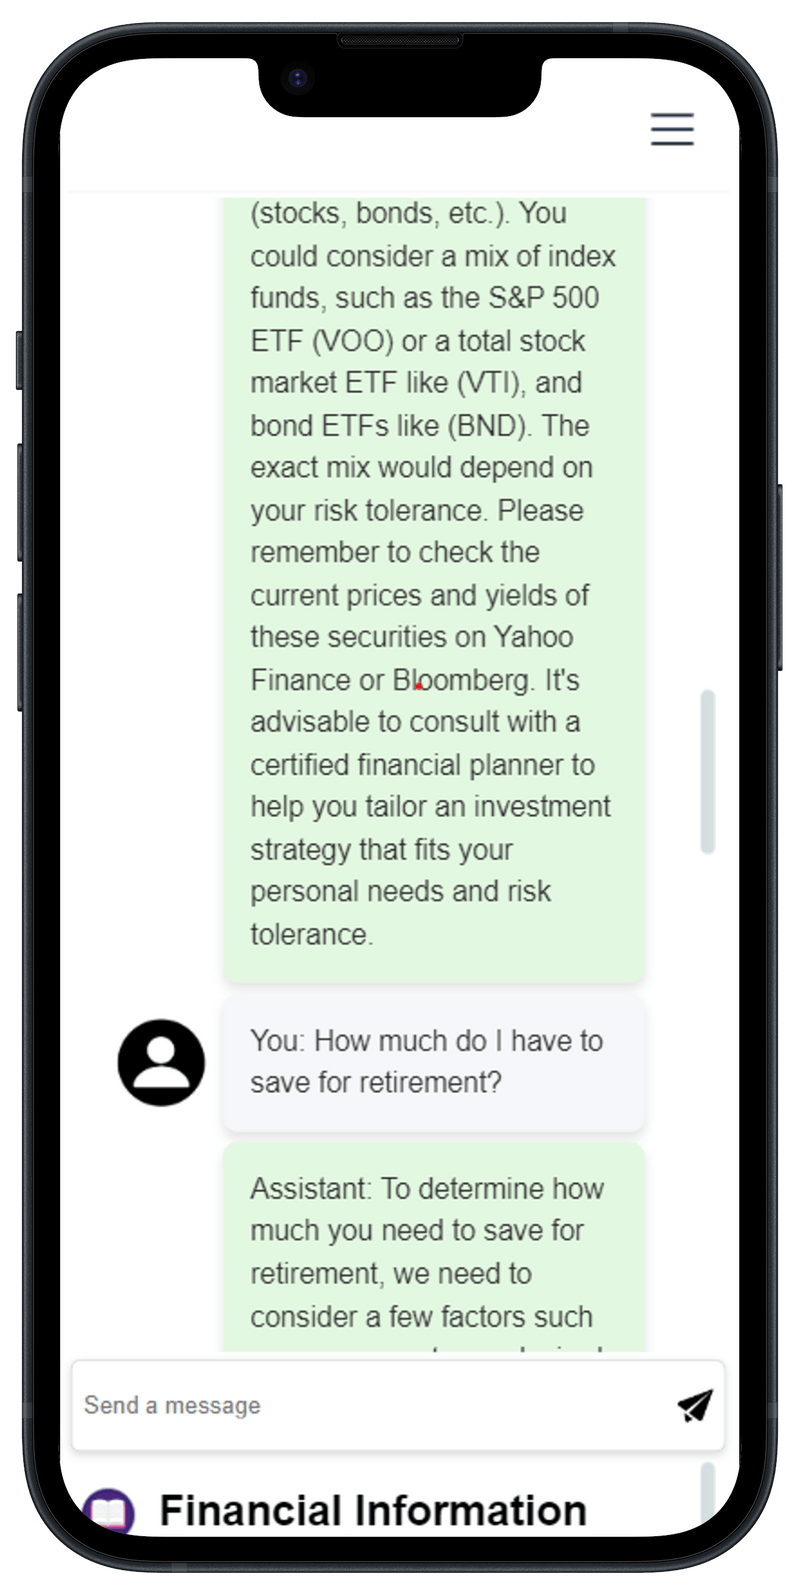 (stocks, bonds, etc.). You
could consider a mix of index
funds, such as the S&P 500
ETF (VOO) or a total stock
market ETF like (VTI), and
bond ETFs like (BND). The
exact mix would depend on
your risk tolerance. Please
remember to check the
current prices and yields of
these securities on Yahoo
Finance or Bloomberg. It's
advisable to consult with a
certified financial planner to
help you tailor an investment
strategy that fits your
personal needs and risk
tolerance.
You: How much do I have to
save for retirement?
Assistant: To determine how
much you need to save for
retirement, we need to
consider a few factors such
Send a message
Financial Information